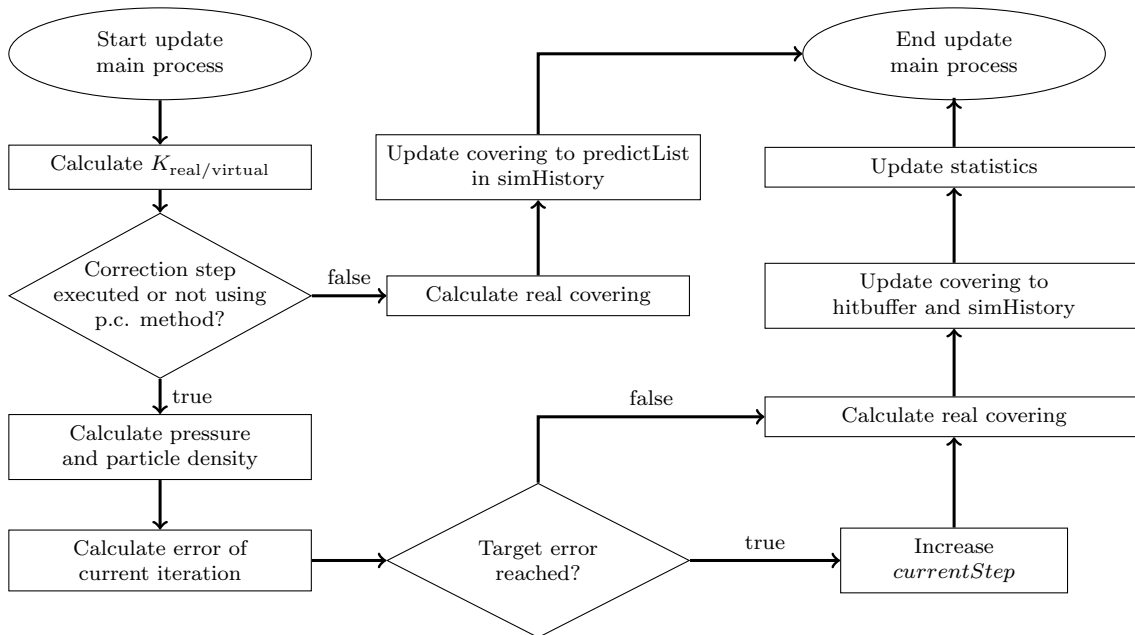 Start update
main process
End update
main process
Calculate K_real/virtual
Update covering to predictList
in simHistory
Update statistics
Correction step
executed or not using
p.c. method?
false
Calculate real covering
Update covering to
hitbuffer and simHistory
true
Calculate pressure
and particle density
false
Calculate real covering
Calculate error of
current iteration
Target error
reached?
true
Increase
currentStep